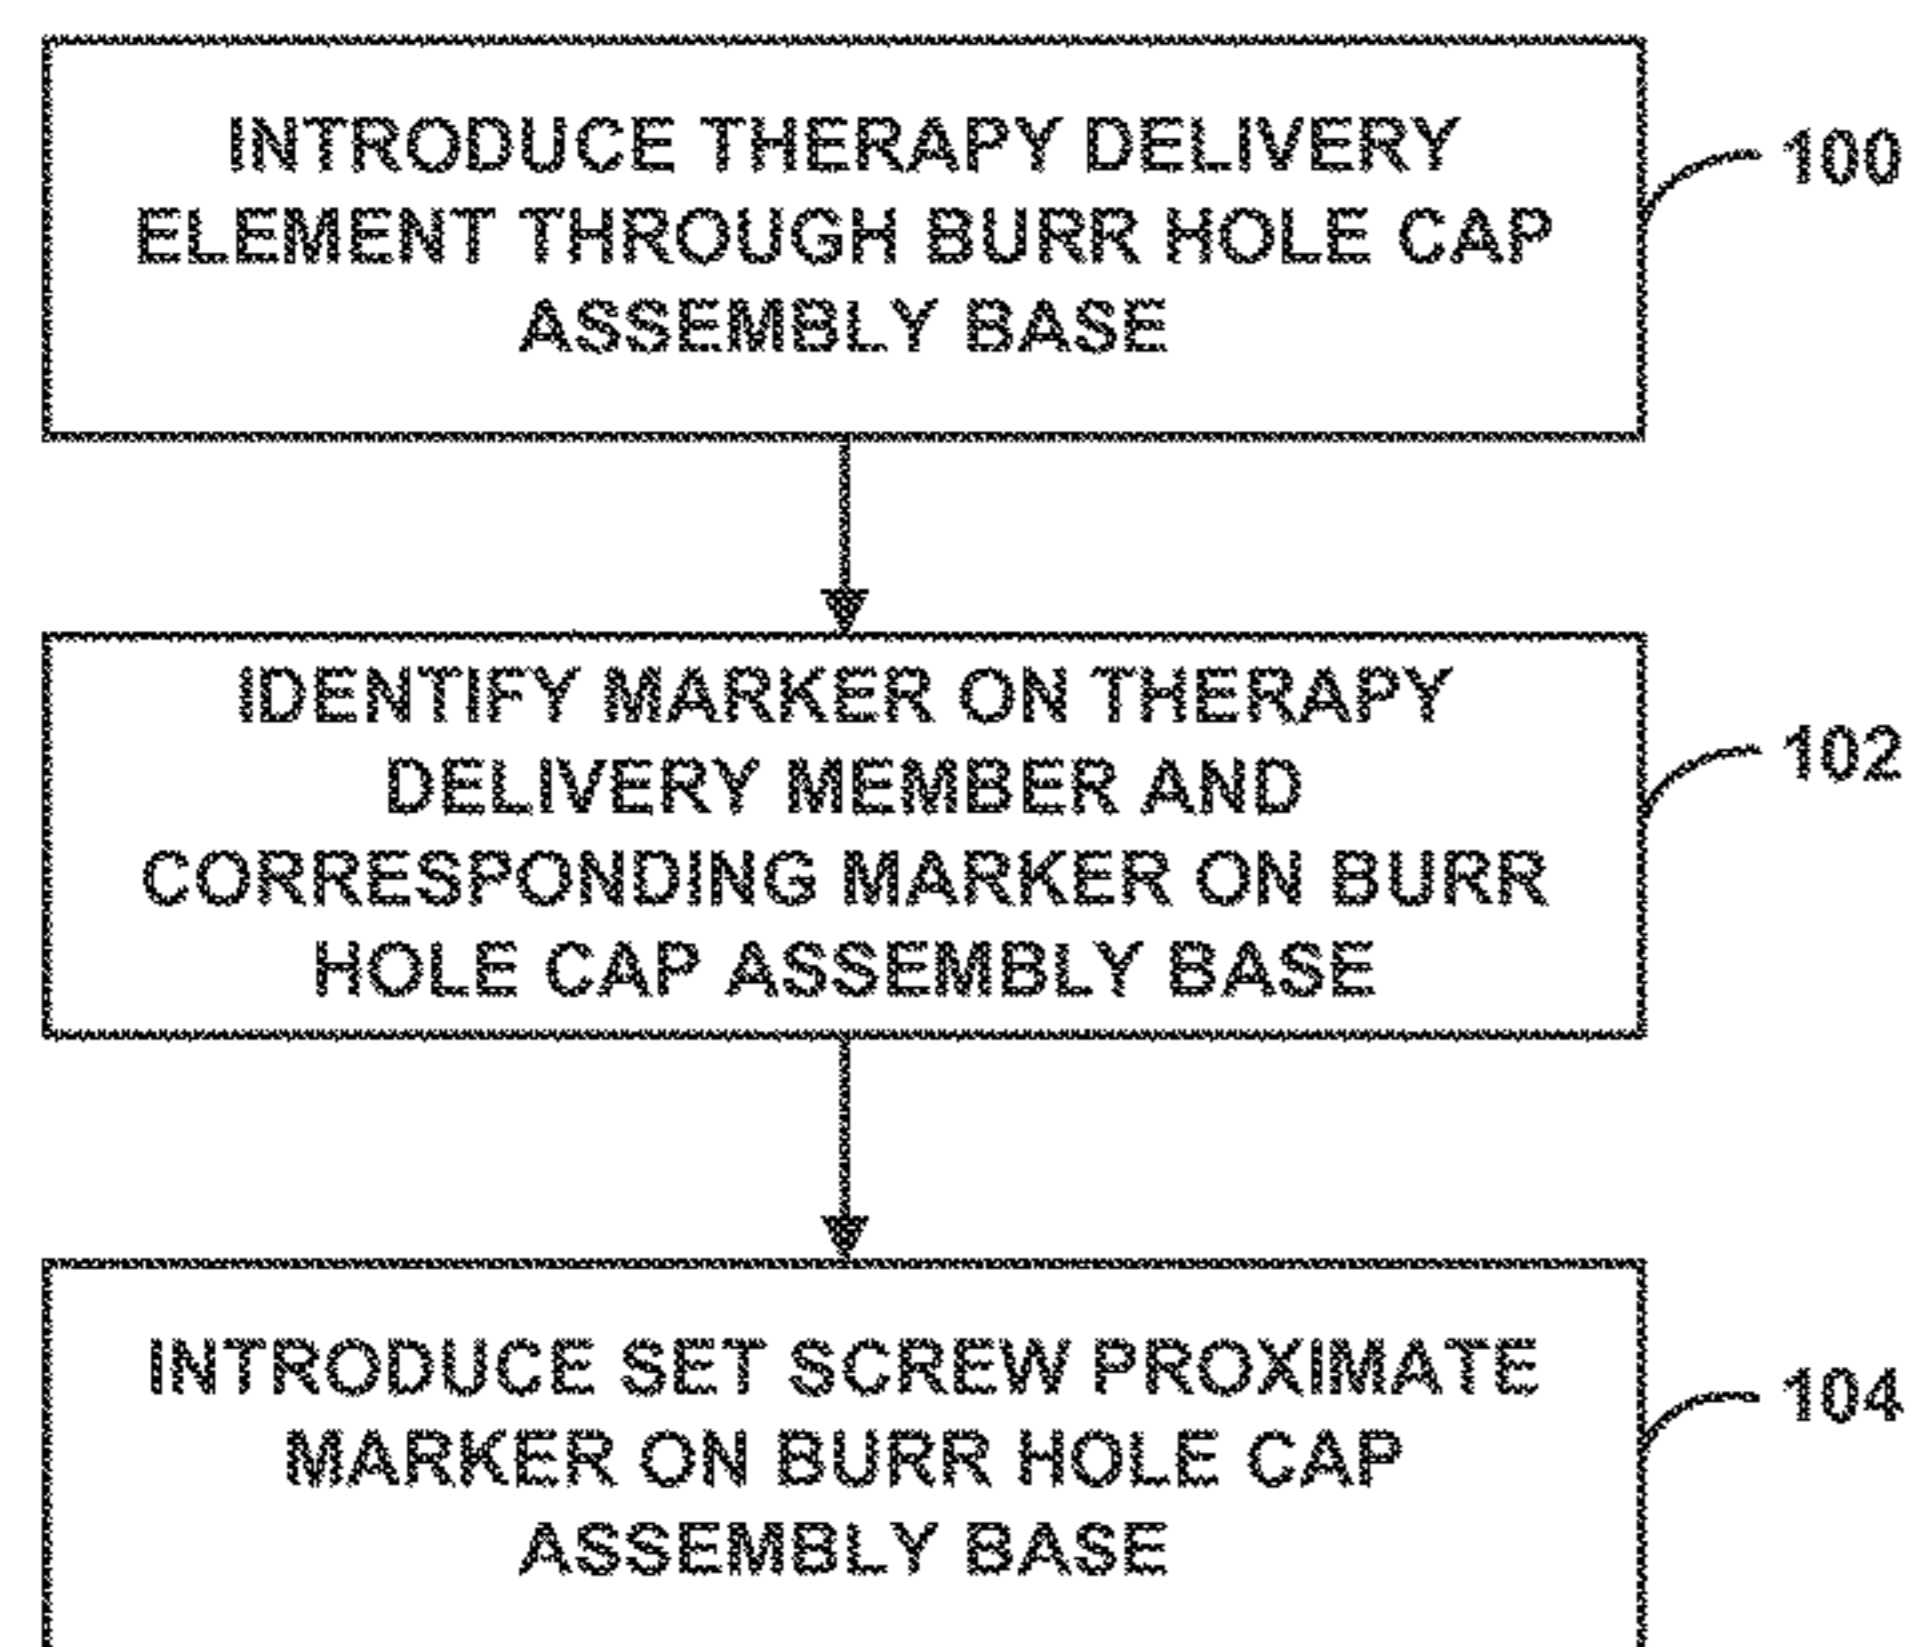 INTRODUCE THERAPY DELIVERY
ELEMENT THROUGH BURR HOLE CAP
ASSEMBLY BASE
100
IDENTIFY MARKER ON THERAPY
DELIVERY MEMBER AND
CORRESPONDING MARKER ON BURR
HOLE CAP ASSEMBLY BASE
102
INTRODUCE SET SCREW PROXIMATE
MARKER ON BURR HOLE CAP
ASSEMBLY BASE
104